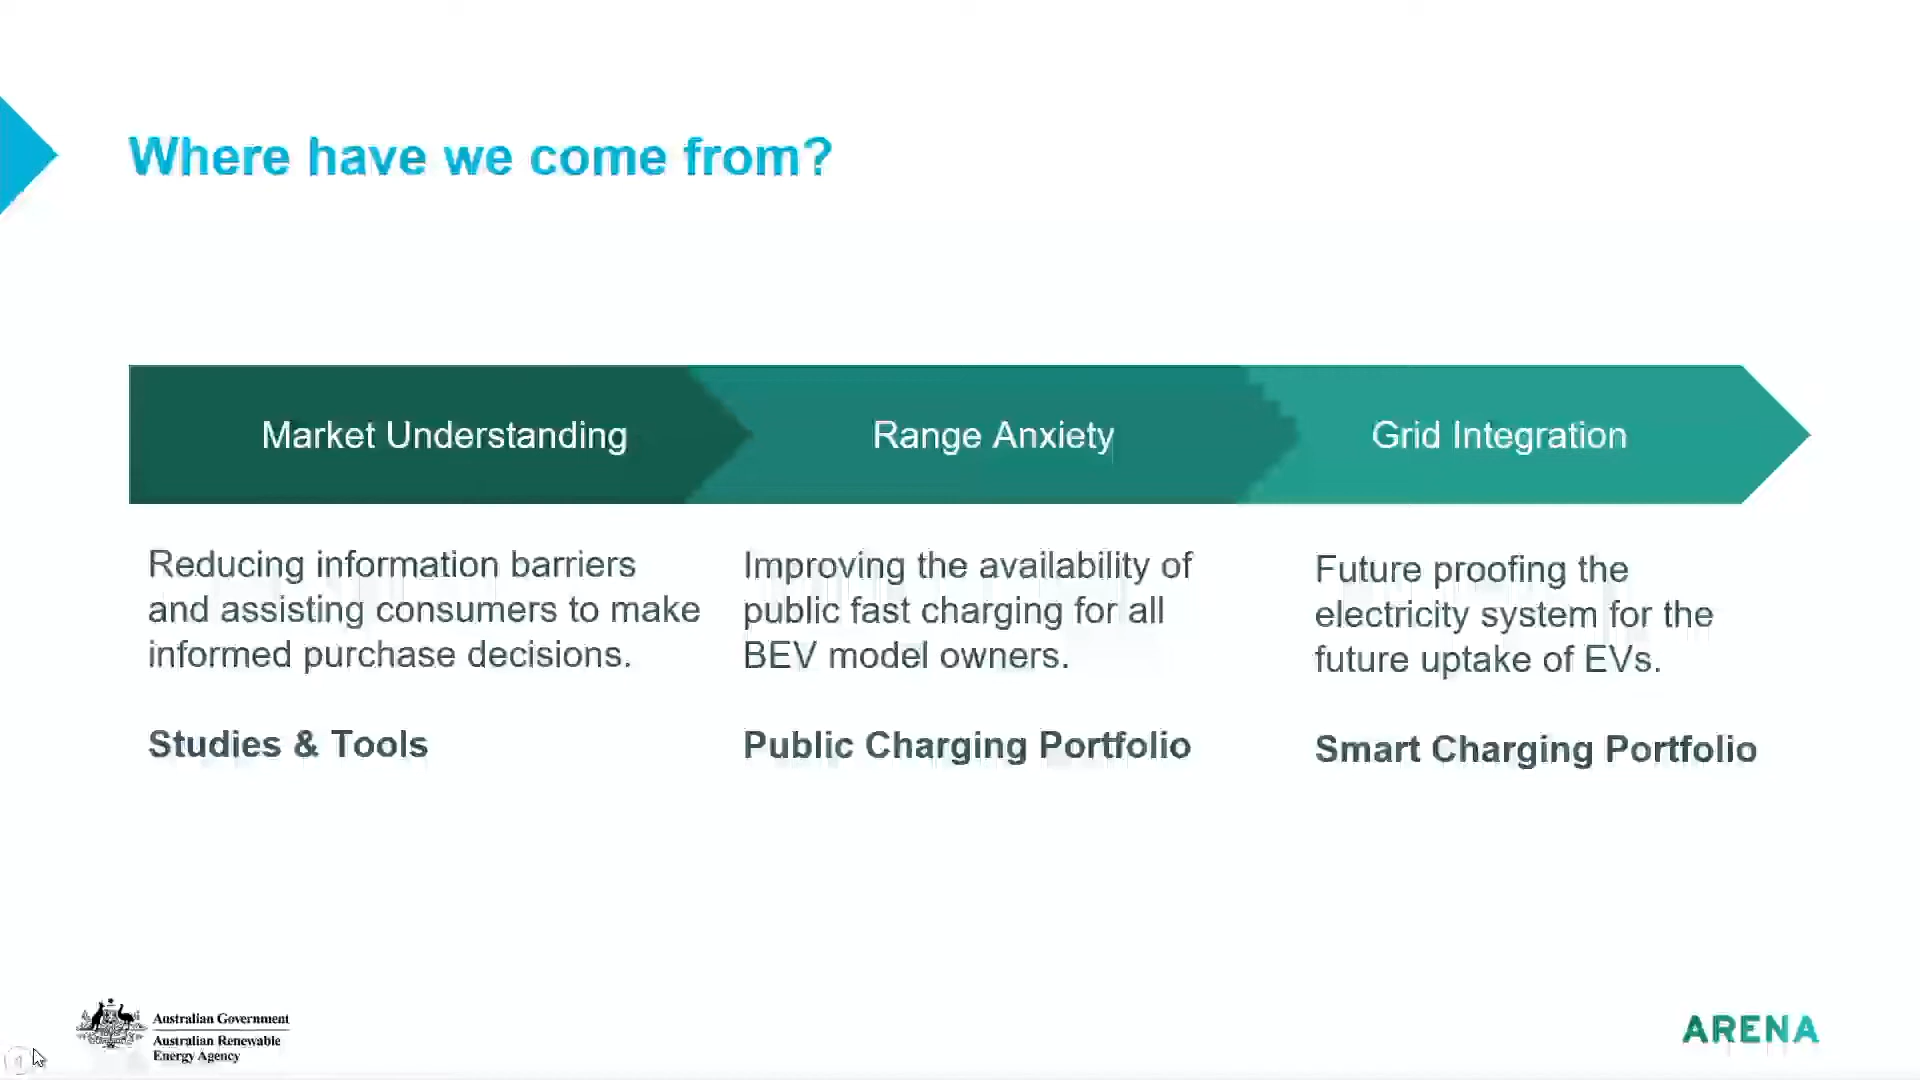 Where have we come from?
Market Understanding
Range Anxiety
Grid Integration
Reducing information barriers
and assisting consumers to make
informed purchase decisions.
Studies & Tools
Improving the availability of
public fast charging for all
BEV model owners.
Public Charging Portfolio
Future proofing the
electricity system for the
future uptake of EVs.
Smart Charging Portfolio
Australian Government
Australian Renewable
Energy Agency
ARENA